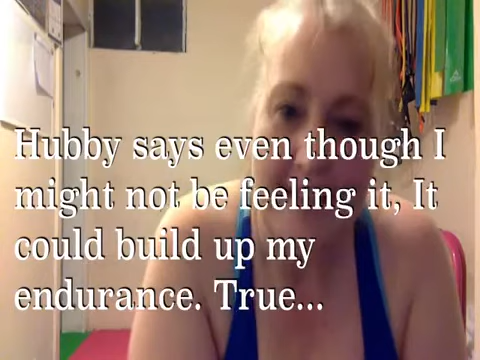 Hubby says even though I
might not be feeling it, It
could build up my
endurance. True...